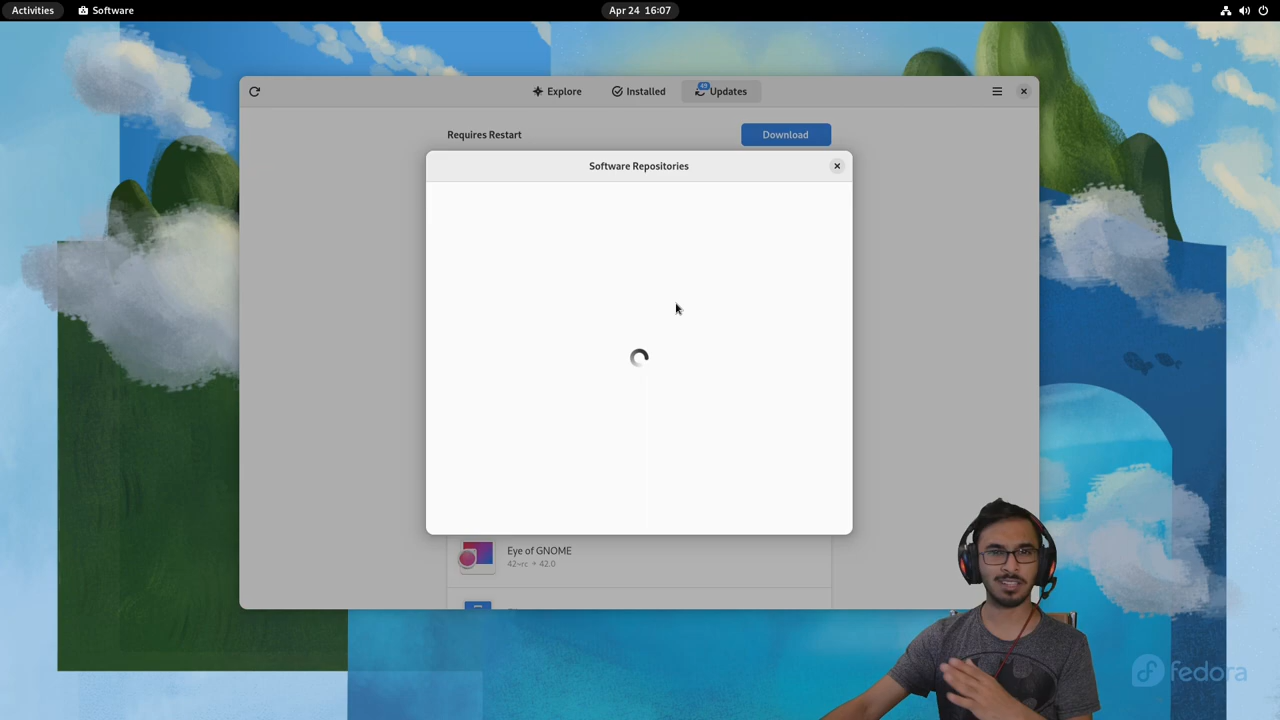 Activities
Software
Apr 24 16:07
Explore
Installed
49
Updates
Requires Restart
Download
Software Repositories
Eye of GNOME
42~rc → 42.0
fedora